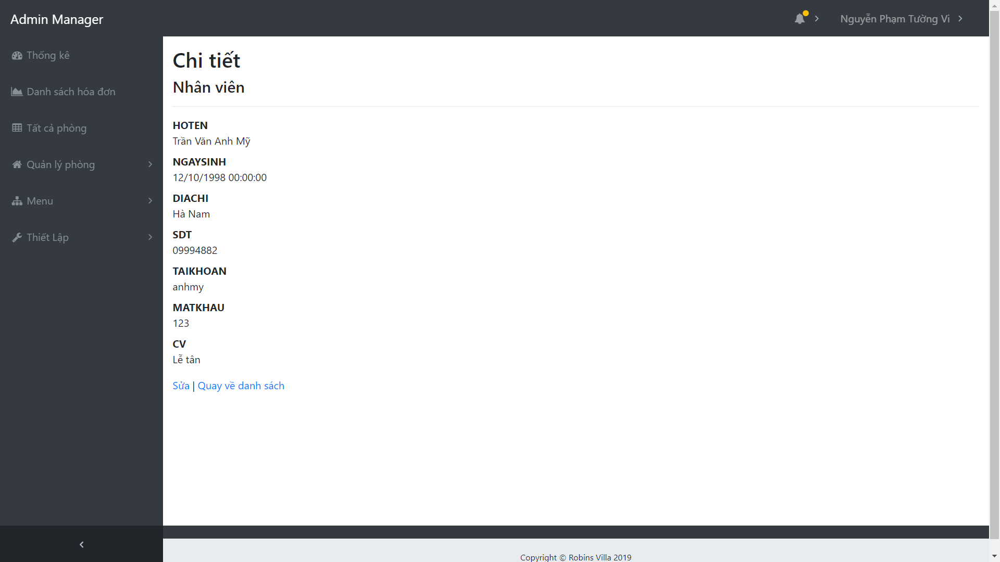 Admin Manager
Nguyễn Phạm Tường Vi
Thống kê
Danh sách hóa đơn
Tất cả phòng
Quản lý phòng
Menu
Thiết Lập
Chi tiết
Nhân viên
HOTEN
Trần Văn Anh Mỹ
NGAYSINH
12/10/1998 00:00:00
DIACHI
Hà Nam
SDT
09994882
TAIKHOAN
anhmy
MATKHAU
123
CV
Lễ tân
Sửa | Quay về danh sách
Copyright © Robins Villa 2019